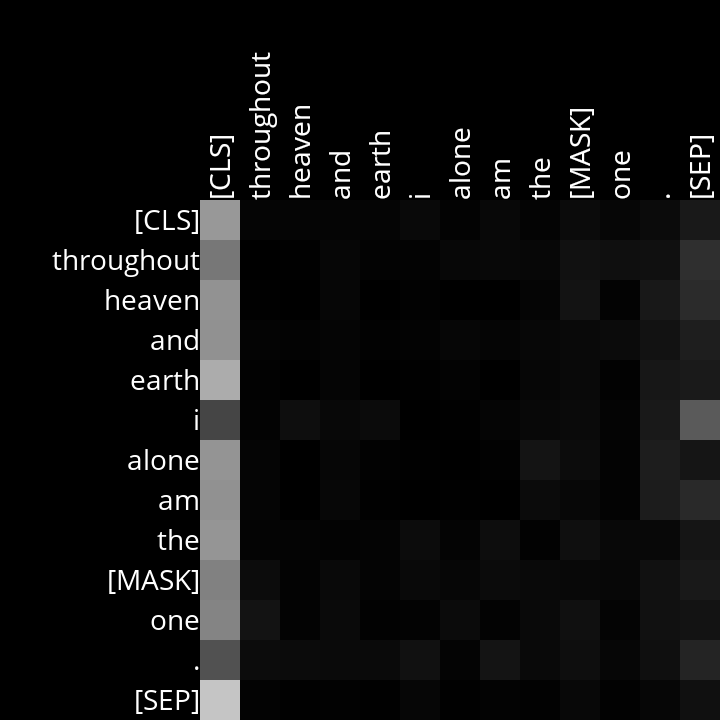 [CLS] throughout heaven and earth i alone am the [MASK] one . [SEP]
[CLS]
throughout
heaven
and
earth
i
alone
am
the
[MASK]
one
.
[SEP]